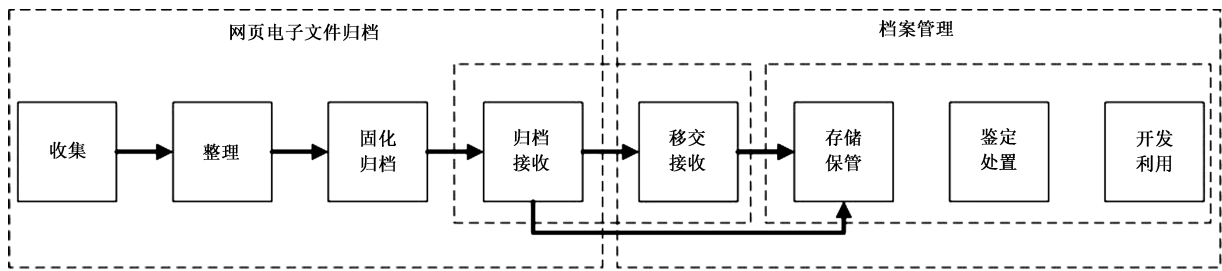 网页电子文件归档
档案管理
收集
整理
固化
归档
归档
接收
移交
接收
存储
保管
鉴定
处置
开发
利用